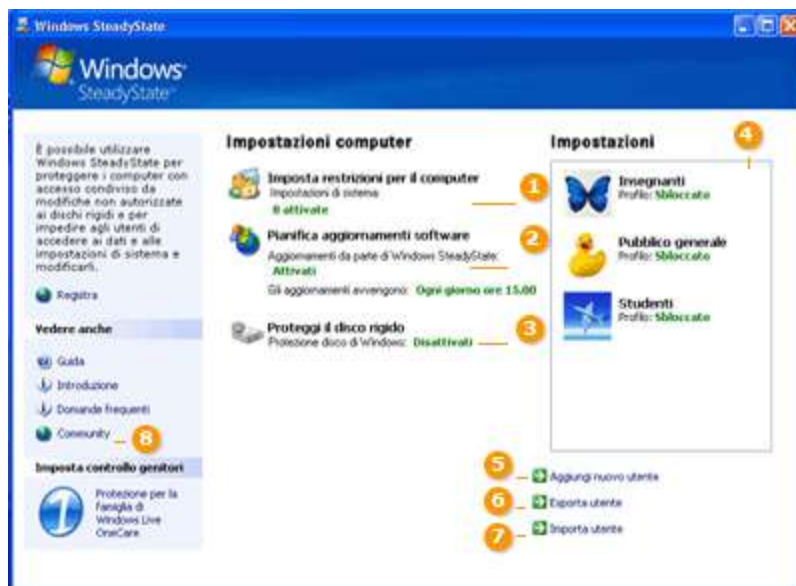 Windows SteadyState
Windows
SteadyState
È possibile utilizzare
Windows SteadyState per
proteggere i computer con
accesso condiviso da
modifiche non autorizzate
ai dischi rigidi e per
impedire agli utenti di
accedere ai dati e alle
impostazioni di sistema e
modificarli.
Registra
Vedere anche
Guida
Introduzione
Domande frequenti
Community
8
Imposta controllo genitori
Protezione per la
famiglia di
Windows Live
OneCare
Impostazioni computer
Imposta restrizioni per il computer
Impostazioni di sistema
8 attivate
1
Pianifica aggiornamenti software
Aggiornamenti da parte di Windows SteadyState:
Attivati
2
Gli aggiornamenti avvengono: Ogni giorno ore 15.00
Proteggi il disco rigido
Protezione disco di Windows: Disattivati
3
Impostazioni
4
Insegnanti
Profilo: Sbloccato
Pubblico generale
Profilo: Sbloccato
Studenti
Profilo: Sbloccato
5
Aggiungi nuovo utente
6
Esporta utente
7
Importa utente